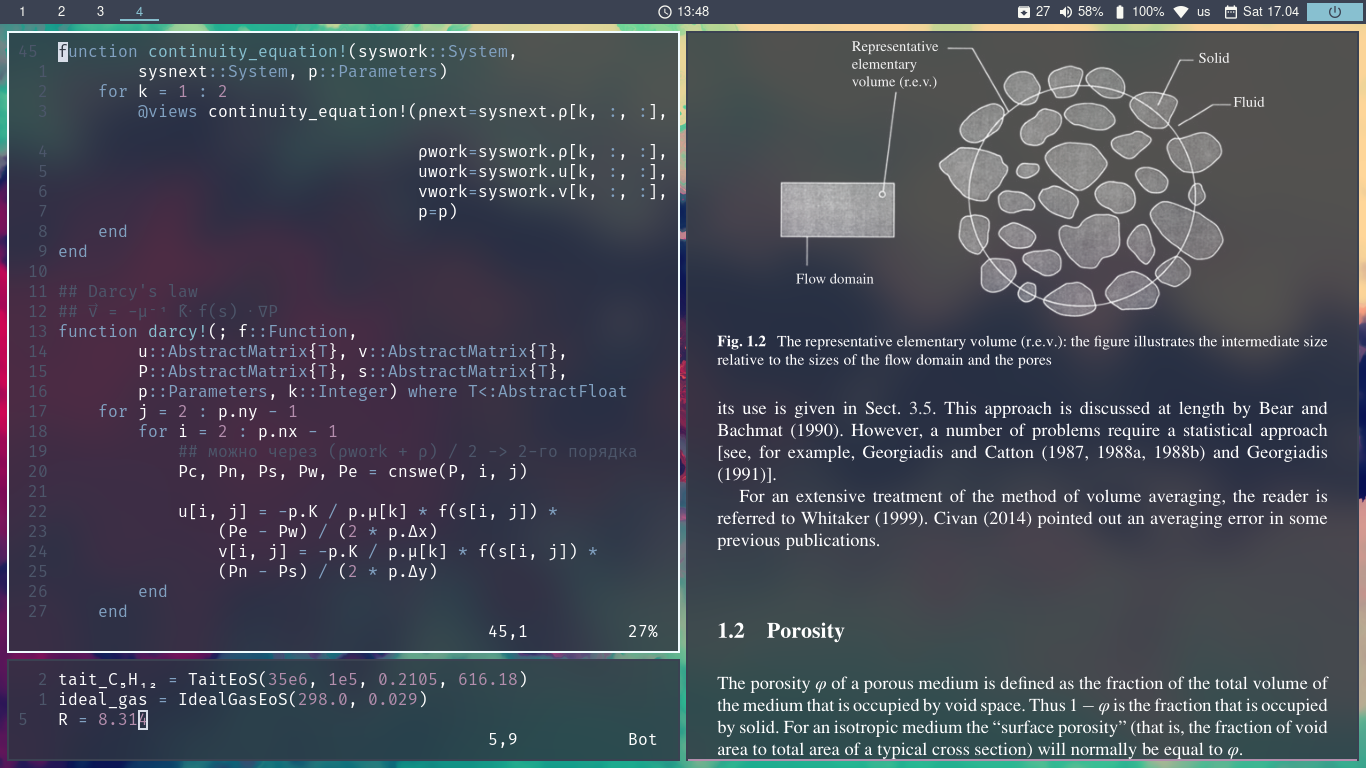 1 2 3 4 13:48 27 58% 100% us Sat 17.04
45 function continuity_equation!(syswork::System,
1 sysnext::System, p::Parameters)
2 for k = 1 : 2
3 @views continuity_equation!(ρnext=sysnext.ρ[k, :, :],
4 ρwork=syswork.ρ[k, :, :],
5 uwork=syswork.u[k, :, :],
6 vwork=syswork.v[k, :, :],
7 p=p)
8 end
9 end
10
11 ## Darcy's law
12 ## v⃗ = -μ⁻¹ K̂⋅f(s)⋅∇P
13 function darcy!(; f::Function,
14 u::AbstractMatrix{T}, v::AbstractMatrix{T},
15 P::AbstractMatrix{T}, s::AbstractMatrix{T},
16 p::Parameters, k::Integer) where T<:AbstractFloat
17 for j = 2 : p.ny - 1
18 for i = 2 : p.nx - 1
19 ## можно через (ρwork + ρ) / 2 -> 2-го порядка
20 Pc, Pn, Ps, Pw, Pe = cnswe(P, i, j)
21
22 u[i, j] = -p.K / p.μ[k] * f(s[i, j]) *
23 (Pe - Pw) / (2 * p.Δx)
24 v[i, j] = -p.K / p.μ[k] * f(s[i, j]) *
25 (Pn - Ps) / (2 * p.Δy)
26 end
27 end
45,1 27%
2 tait_C₅H₁₂ = TaitEoS(35e6, 1e5, 0.2105, 616.18)
1 ideal_gas = IdealGasEoS(298.0, 0.029)
5 R = 8.314
5,9 Bot
Representative
elementary
volume (r.e.v.)
Solid
Fluid
Flow domain
Fig. 1.2 The representative elementary volume (r.e.v.): the figure illustrates the intermediate size
relative to the sizes of the flow domain and the pores
its use is given in Sect. 3.5. This approach is discussed at length by Bear and
Bachmat (1990). However, a number of problems require a statistical approach
[see, for example, Georgiadis and Catton (1987, 1988a, 1988b) and Georgiadis
(1991)].
For an extensive treatment of the method of volume averaging, the reader is
referred to Whitaker (1999). Civan (2014) pointed out an averaging error in some
previous publications.
1.2 Porosity
The porosity φ of a porous medium is defined as the fraction of the total volume of
the medium that is occupied by void space. Thus 1 − φ is the fraction that is occupied
by solid. For an isotropic medium the “surface porosity” (that is, the fraction of void
area to total area of a typical cross section) will normally be equal to φ.